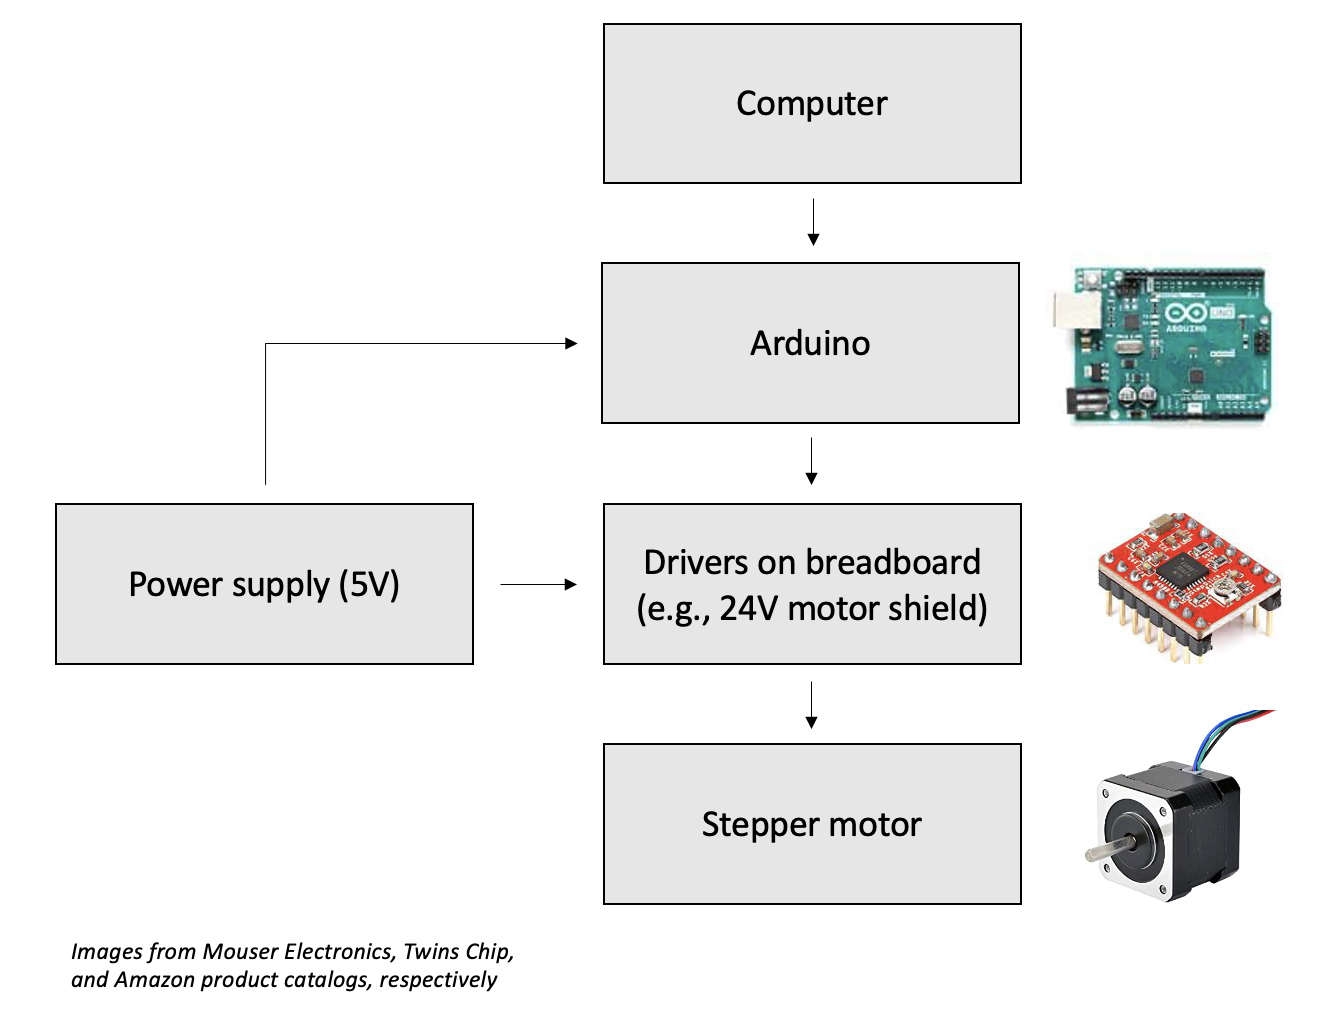 Computer
Arduino
Power supply (5V)
Drivers on breadboard
(e.g., 24V motor shield)
Stepper motor
Images from Mouser Electronics, Twins Chip,
and Amazon product catalogs, respectively